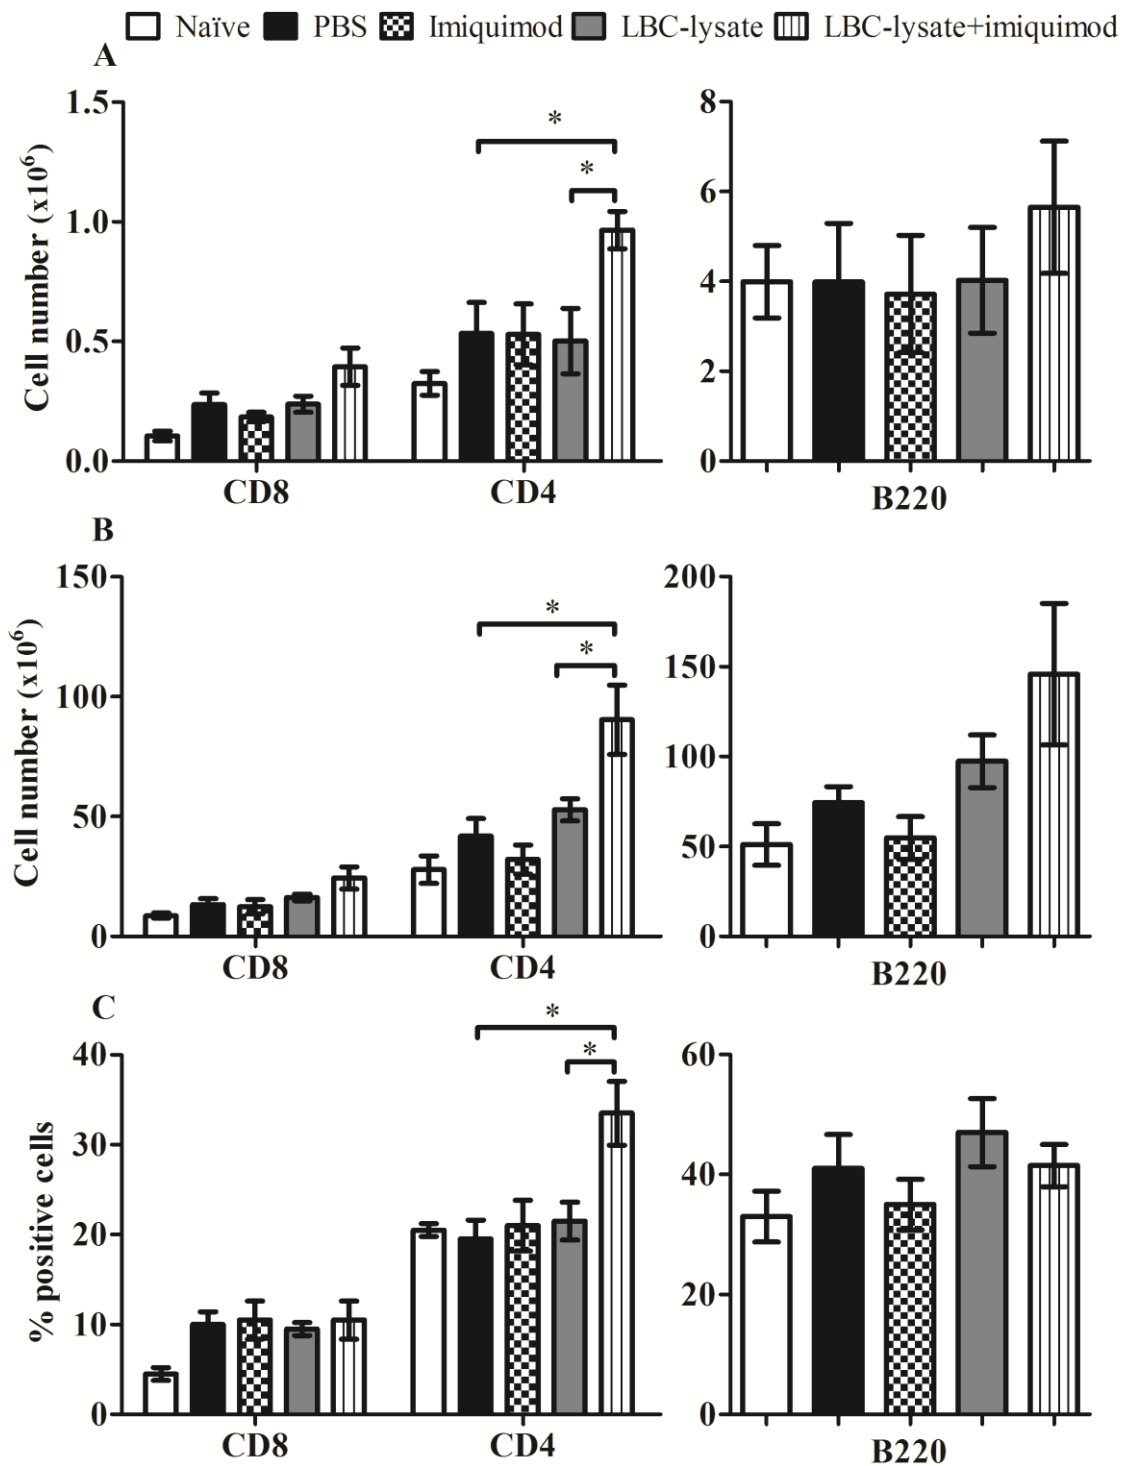 Naïve PBS Imiquimod LBC-lysate LBC-lysate+imiquimod
A
Cell number (x10⁶)
1.5
1.0
0.5
0.0
* *
CD8 CD4
8
6
4
2
0
B220
B
Cell number (x10⁶)
150
100
50
0
* *
CD8 CD4
200
150
100
50
0
B220
C
% positive cells
40
30
20
10
0
* *
CD8 CD4
60
40
20
0
B220